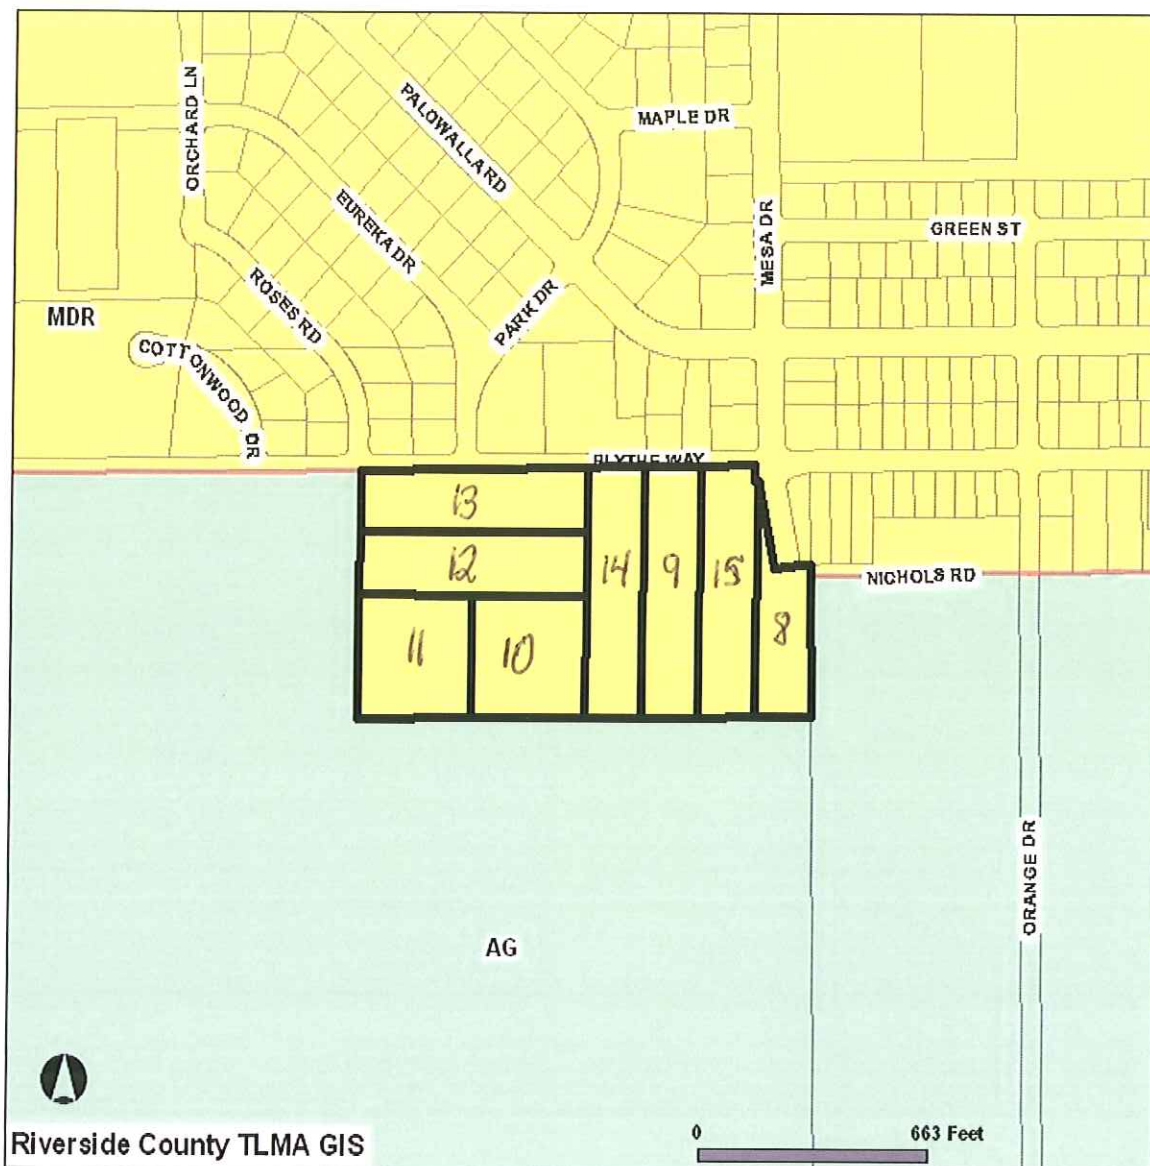 ORCHARD LN
PALOWALLA RD
MAPLE DR
EUREKA DR
MESA DR
GREEN ST
ROSES RD
PARK DR
MDR
COTTONWOOD DR
BLYTHE WAY
13
12
14
9
15
8
11
10
NICHOLS RD
ORANGE DR
AG
Riverside County TLMA GIS
0
663 Feet